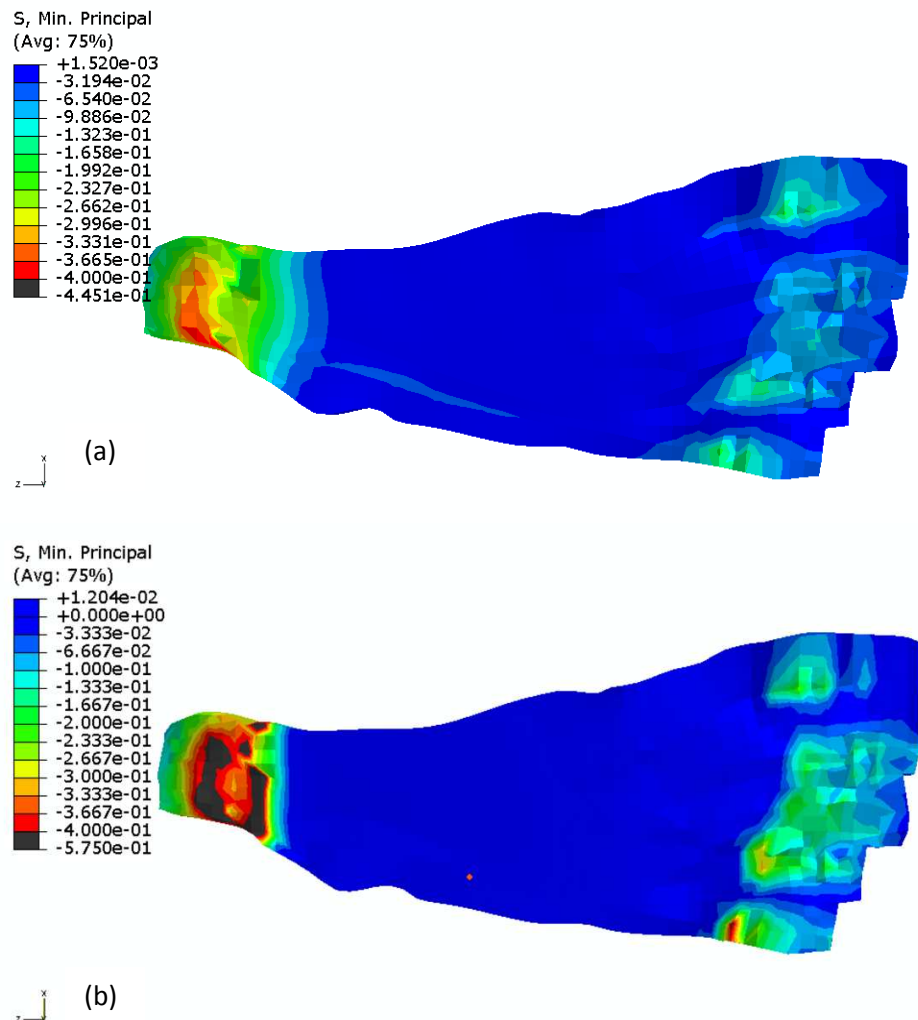 S, Min. Principal
(Avg: 75%)
+1.520e-03
-3.194e-02
-6.540e-02
-9.886e-02
-1.323e-01
-1.658e-01
-1.992e-01
-2.327e-01
-2.662e-01
-2.996e-01
-3.331e-01
-3.665e-01
-4.000e-01
-4.451e-01
(a)
X
Z
Y
S, Min. Principal
(Avg: 75%)
+1.204e-02
+0.000e+00
-3.333e-02
-6.667e-02
-1.000e-01
-1.333e-01
-1.667e-01
-2.000e-01
-2.333e-01
-2.667e-01
-3.000e-01
-3.333e-01
-3.667e-01
-4.000e-01
-5.750e-01
(b)
X
Z